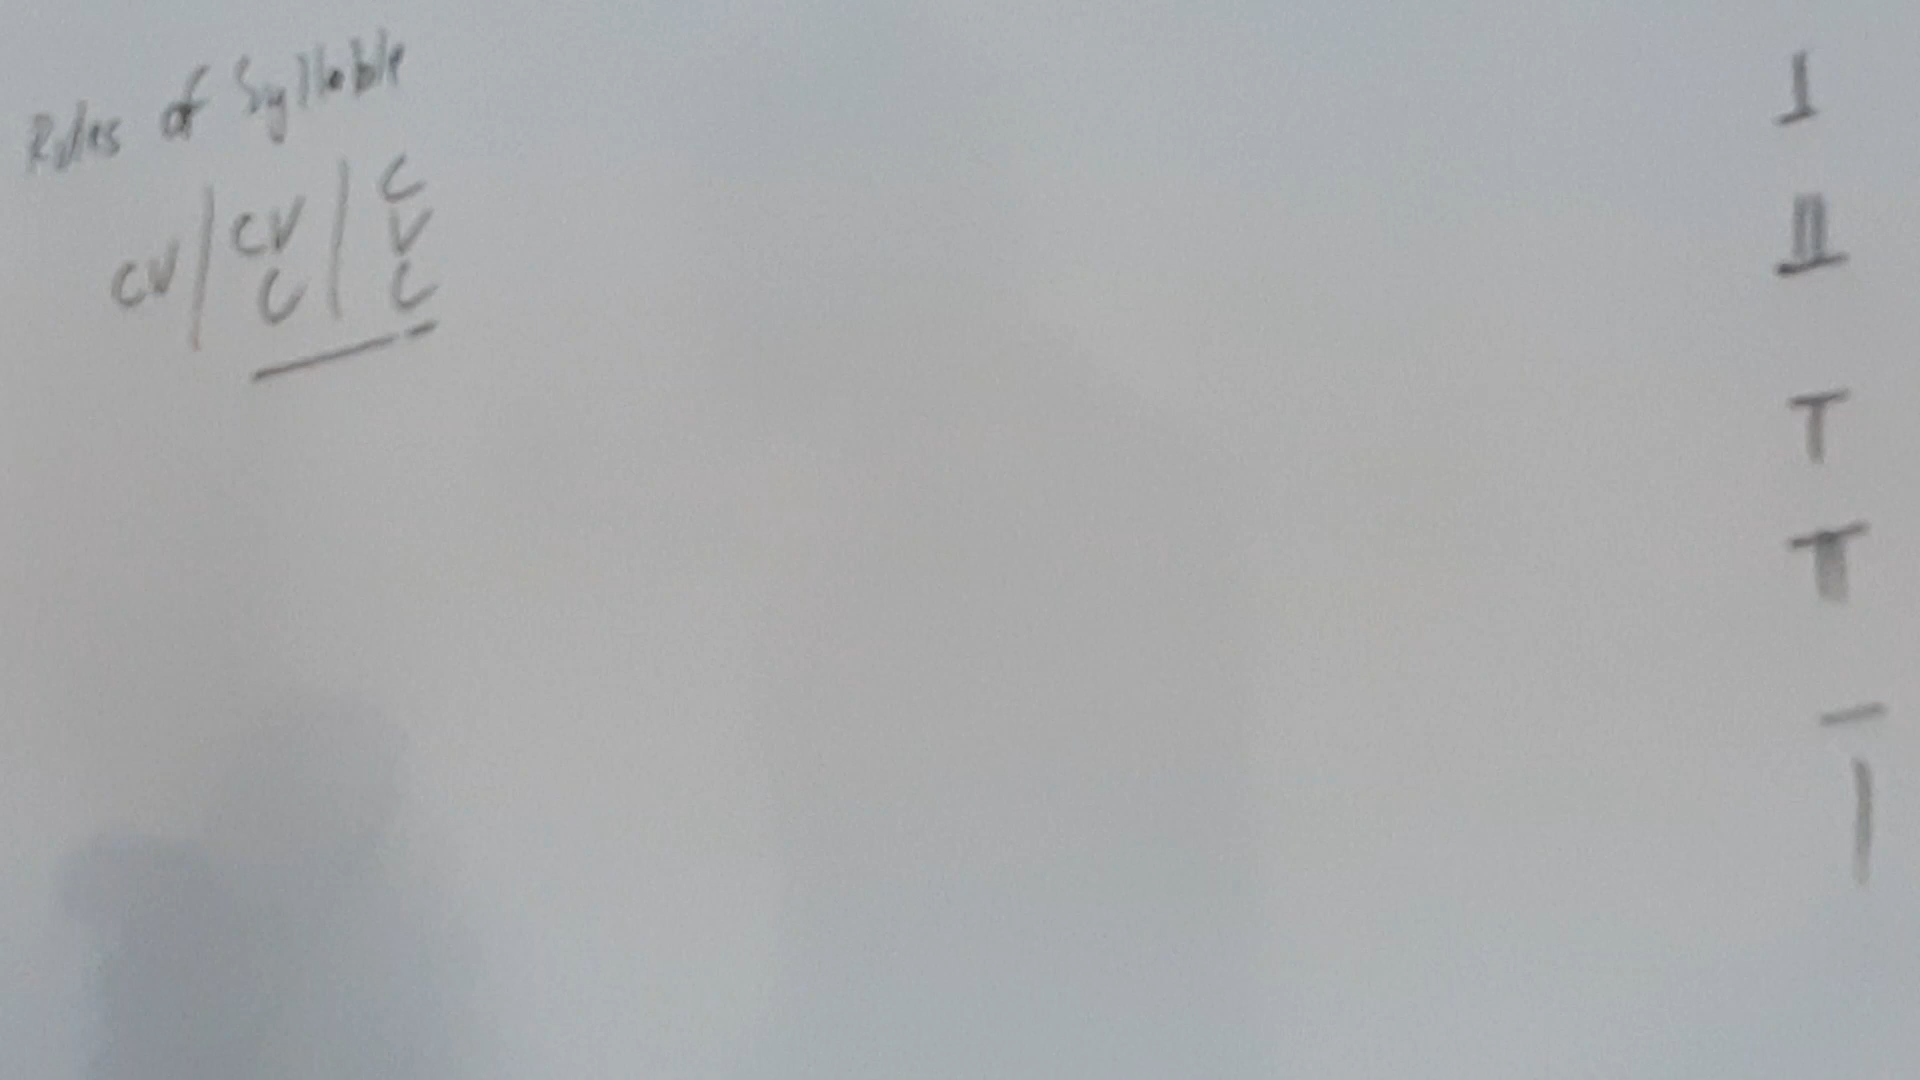 Rules of Syllable
CV | CV C | C V C
ㅗ
ㅛ
ㅜ
ㅠ
ㅡ
ㅣ